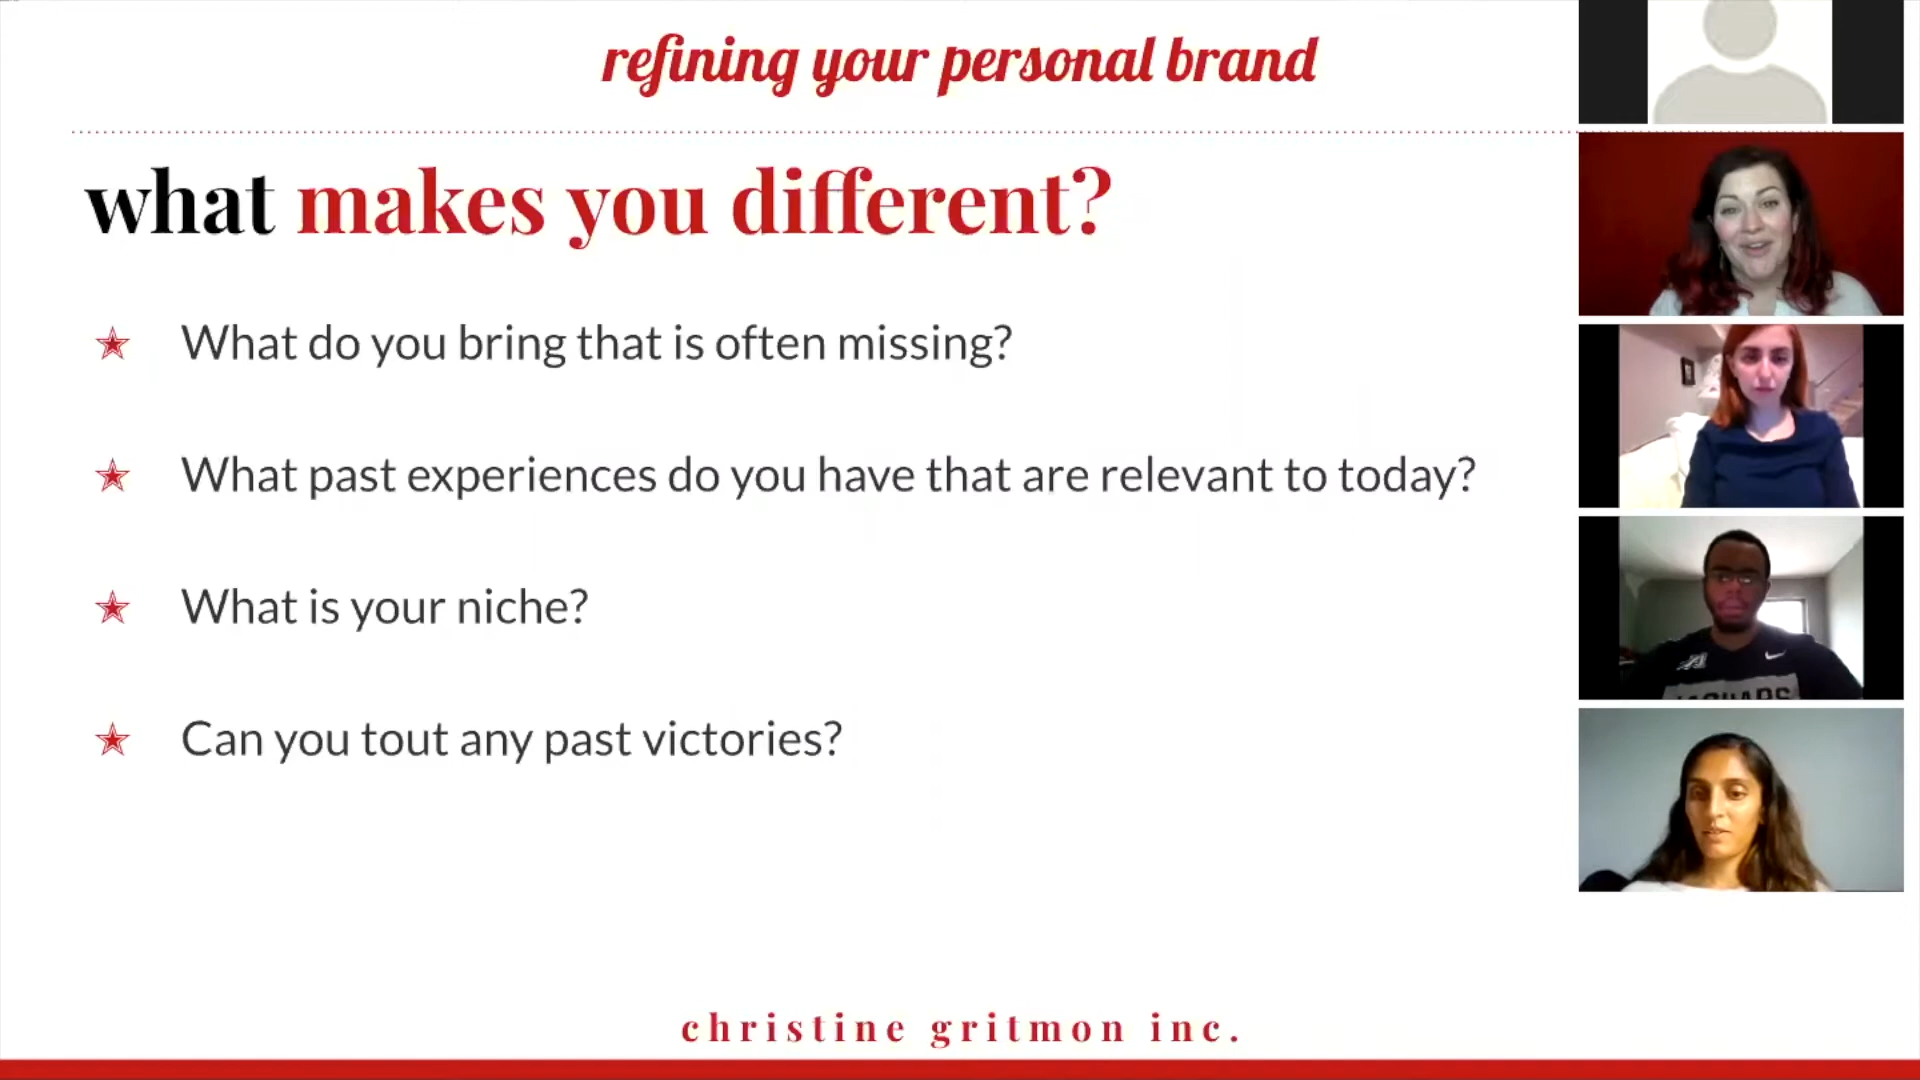 refining your personal brand
what makes you different?
What do you bring that is often missing?
What past experiences do you have that are relevant to today?
What is your niche?
Can you tout any past victories?
christine gritmon inc.